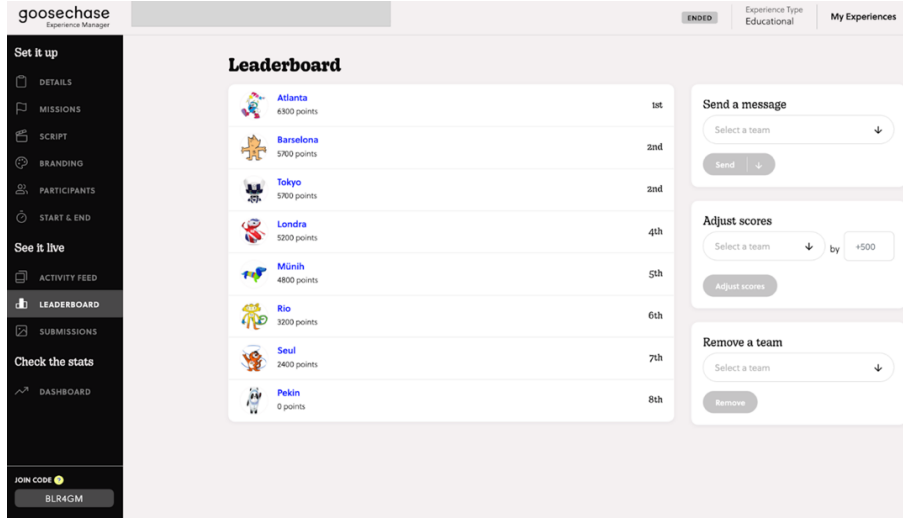 goosechase
Experience Manager
ENDED
Experience Type
Educational
My Experiences
Set it up
DETAILS
MISSIONS
SCRIPT
BRANDING
PARTICIPANTS
START & END
See it live
ACTIVITY FEED
LEADERBOARD
SUBMISSIONS
Check the stats
DASHBOARD
JOIN CODE ?
BLR4GM
Leaderboard
Atlanta
6300 points
1st
Barselona
5700 points
2nd
Tokyo
5700 points
2nd
Londra
5200 points
4th
Münih
4800 points
5th
Rio
3200 points
6th
Seul
2400 points
7th
Pekin
0 points
8th
Send a message
Select a team
Send
Adjust scores
Select a team
by
+500
Adjust scores
Remove a team
Select a team
Remove